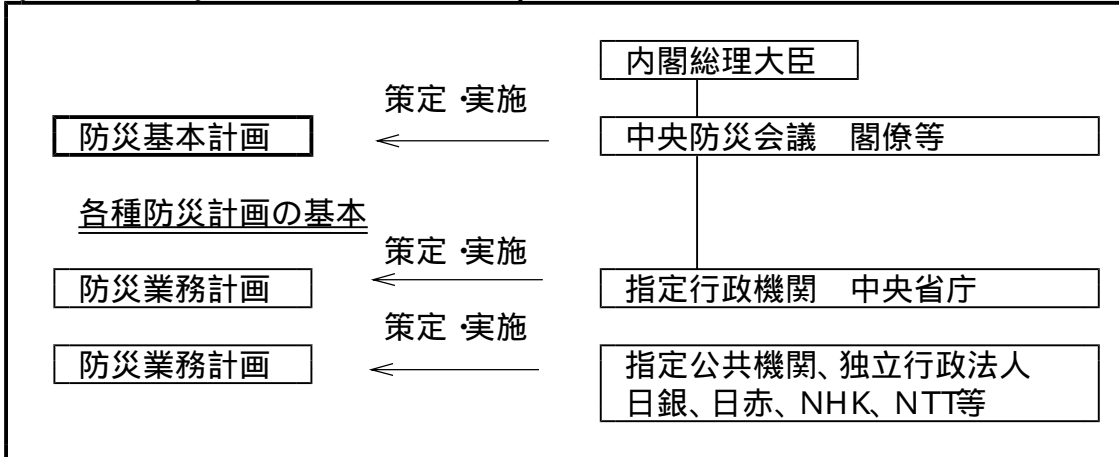 内閣総理大臣
策定・実施
防災基本計画
中央防災会議　閣僚等
各種防災計画の基本
策定・実施
防災業務計画
指定行政機関　中央省庁
策定・実施
防災業務計画
指定公共機関、独立行政法人
日銀、日赤、NHK、NTT等